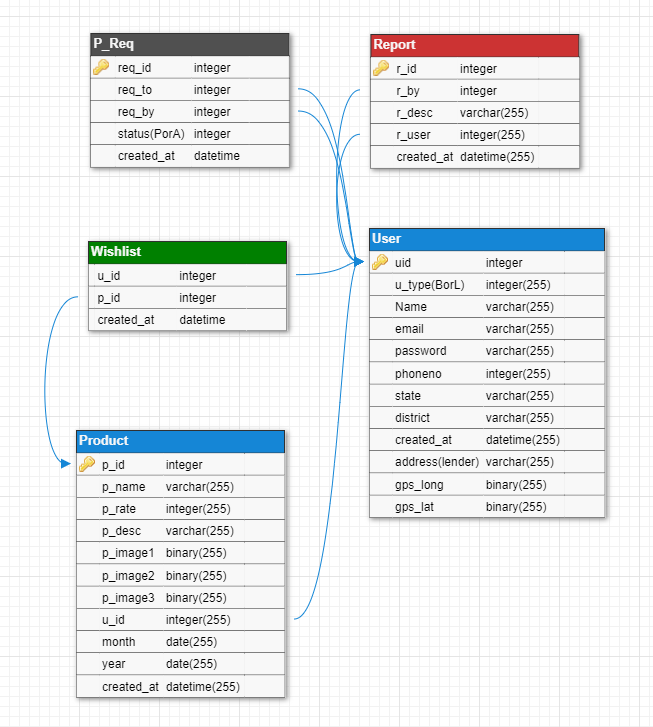 P_Req
req_id integer
req_to integer
req_by integer
status(PorA) integer
created_at datetime
Report
r_id integer
r_by integer
r_desc varchar(255)
r_user integer(255)
created_at datetime(255)
Wishlist
u_id integer
p_id integer
created_at datetime
User
uid integer
u_type(BorL) integer(255)
Name varchar(255)
email varchar(255)
password varchar(255)
phoneno integer(255)
state varchar(255)
district varchar(255)
created_at datetime(255)
address(lender) varchar(255)
gps_long binary(255)
gps_lat binary(255)
Product
p_id integer
p_name varchar(255)
p_rate integer(255)
p_desc varchar(255)
p_image1 binary(255)
p_image2 binary(255)
p_image3 binary(255)
u_id integer(255)
month date(255)
year date(255)
created_at datetime(255)